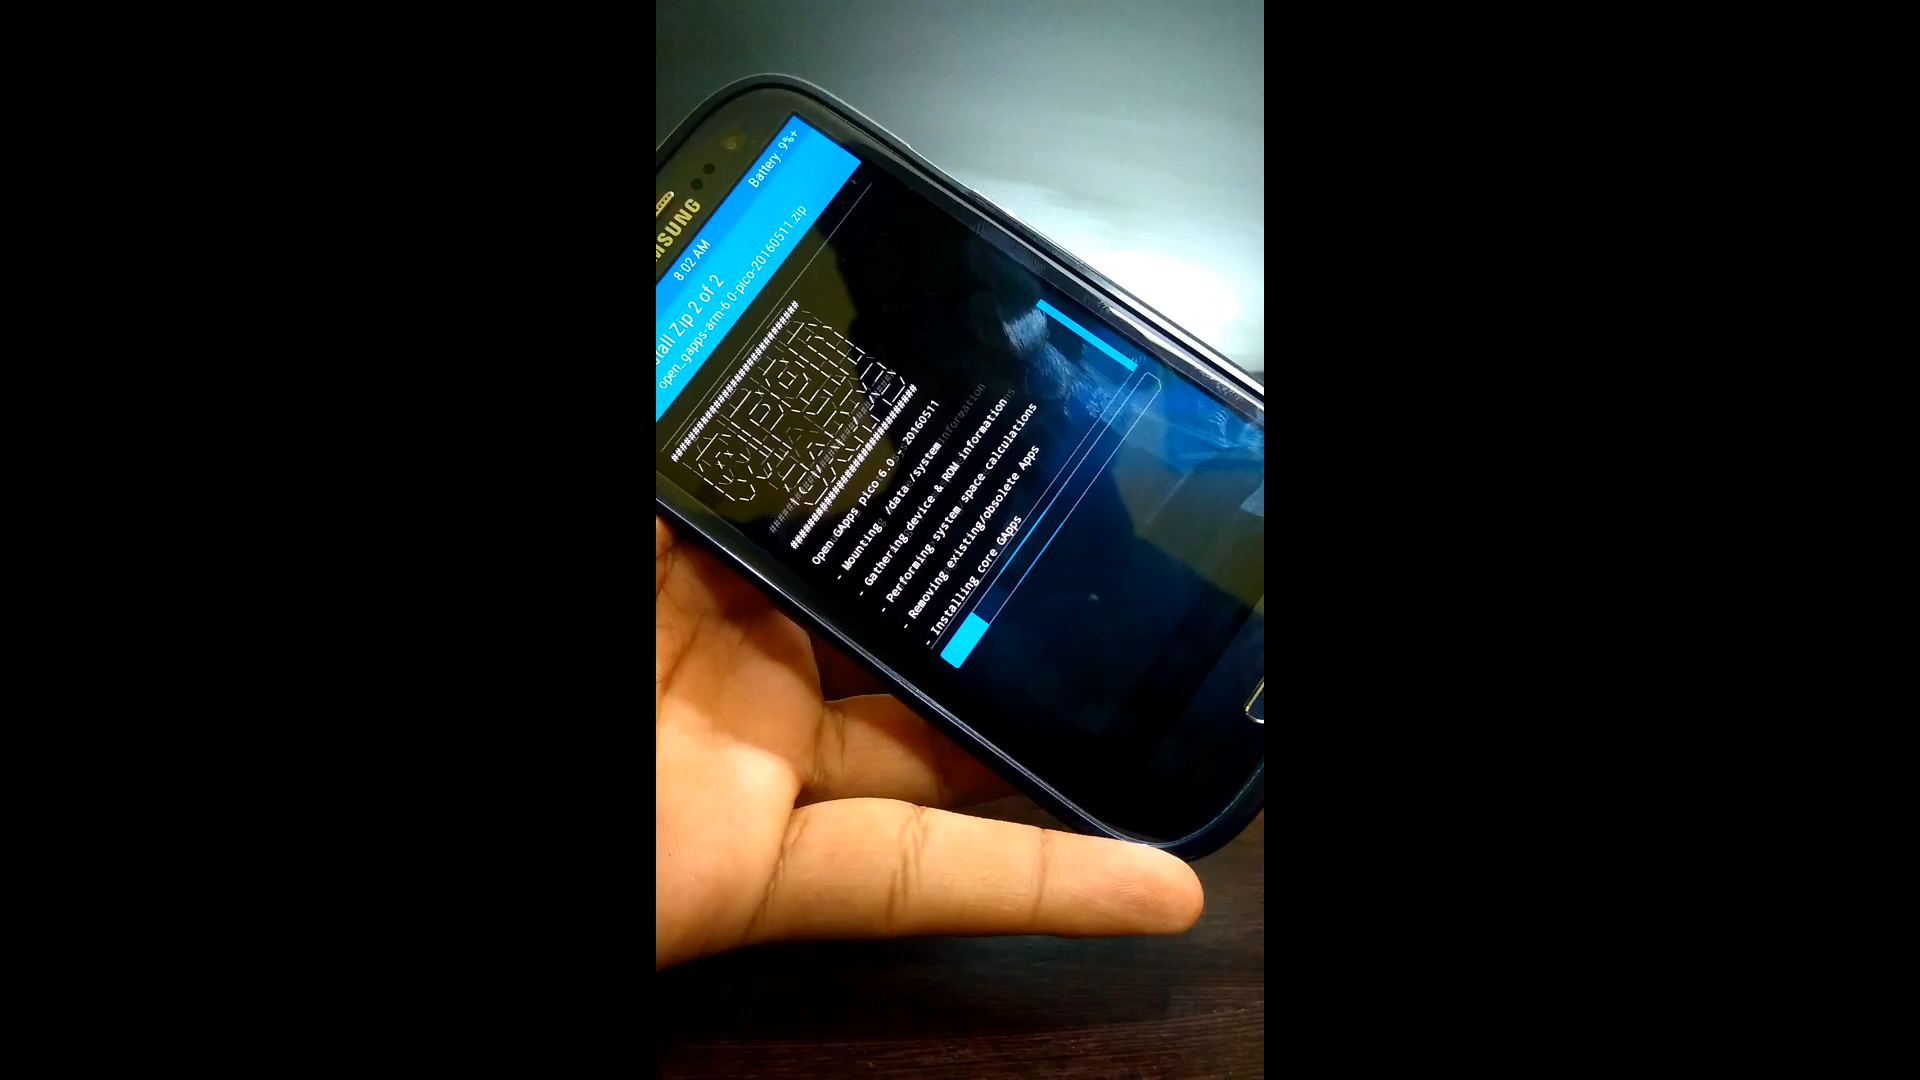 MSUNG
8:02 AM
Battery: 9%+
tall Zip 2 of 2
open_gapps-arm-6.0-pico-20160511.zip
##############################
##############################
Open GApps pico 6.0 - 20160511
- Mounting /data /system
- Gathering device & ROM information
- Performing system space calculations
- Removing existing/obsolete Apps
- Installing core GApps